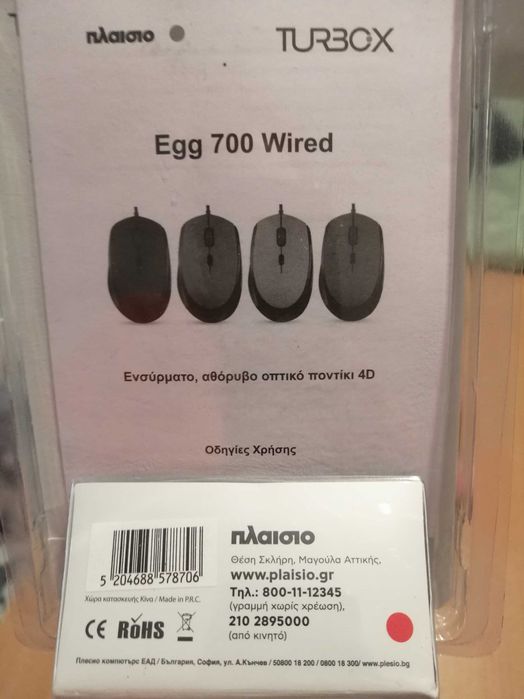 πλαισιο
TURBOX
Egg 700 Wired
Ενσύρματο, αθόρυβο οπτικό ποντίκι 4D
Οδηγίες Χρήσης
5 204688 578706
Χώρα κατασκευής Κίνα / Made in P.R.C.
CE RoHS
πλαισιο
Θέση Σκλήρη, Μαγούλα Αττικής,
www.plaisio.gr
Τηλ.: 800-11-12345
(γραμμή χωρίς χρέωση),
210 2895000
(από κινητό)
Плесио компютърс ЕАД / България, София, ул. А.Кънчев / 50800 18 200 / 0800 18 300/ www.plesio.bg